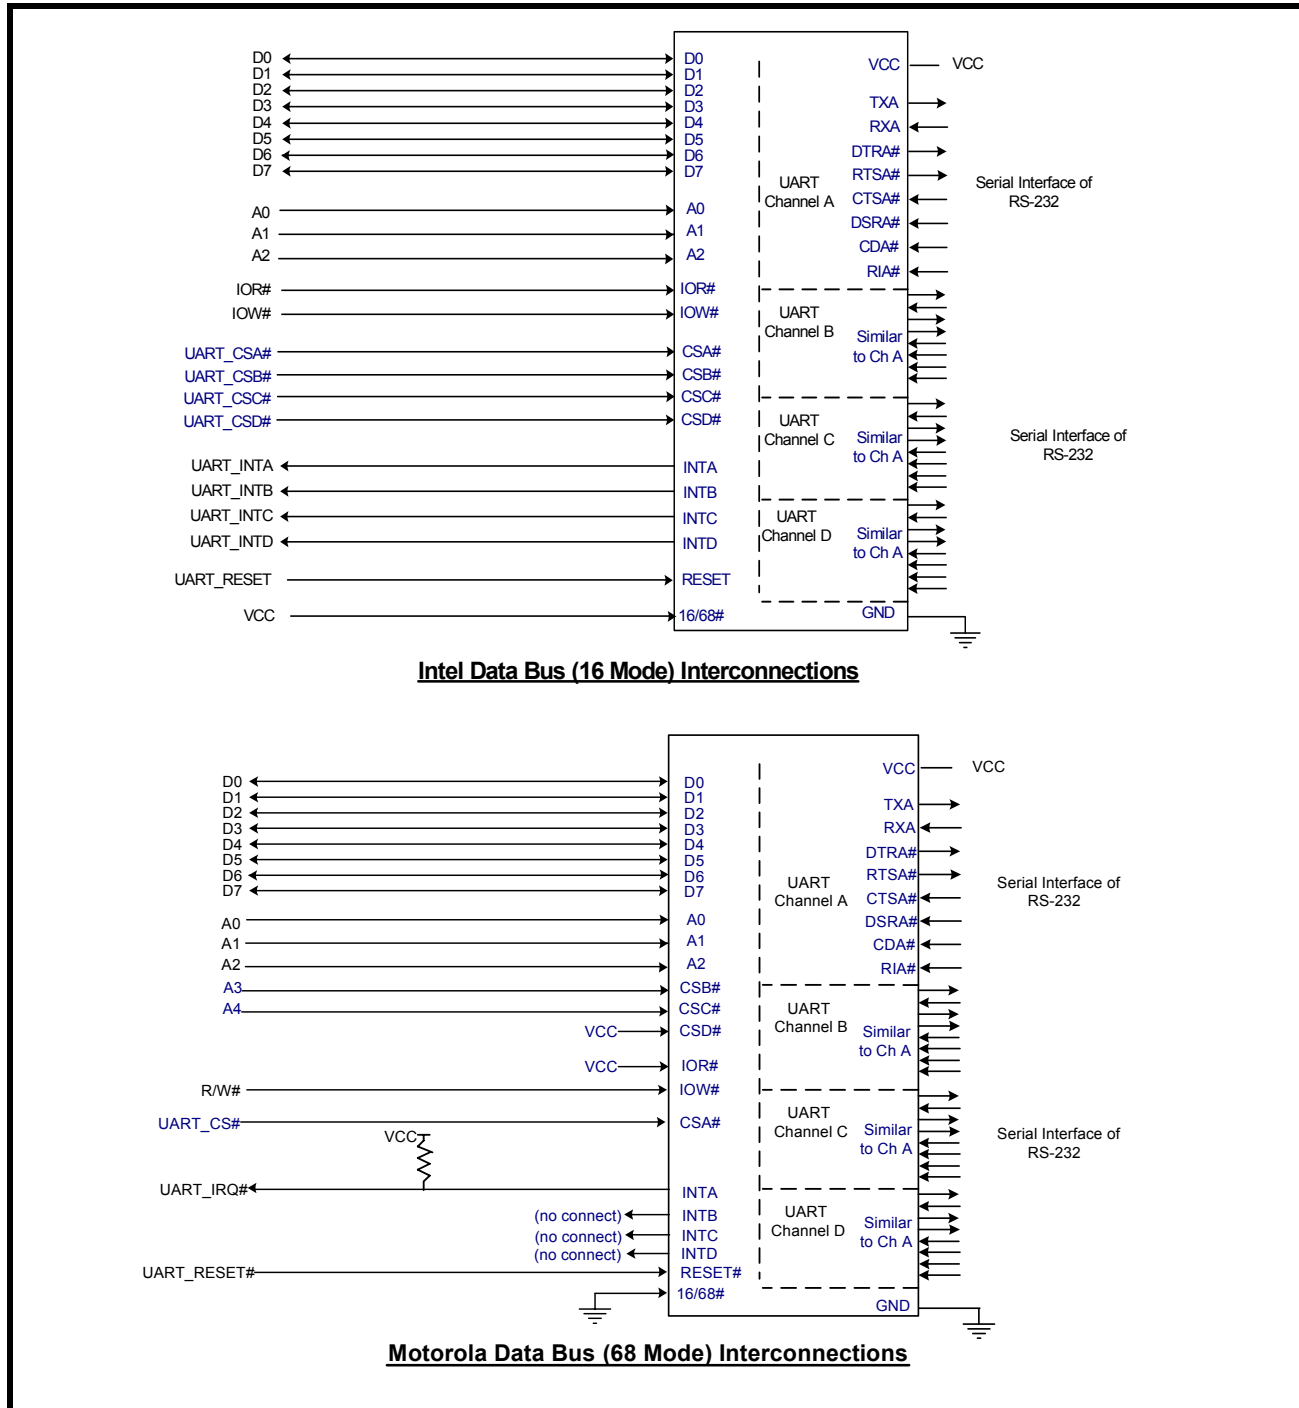 D0 D0 VCC VCC
D1 D1
D2 D2
D3 D3 TXA
D4 D4 RXA
D5 D5
D6 D6 DTRA#
D7 D7 RTSA#
UART
Channel A
Serial Interface of
RS-232
CTSA#
A0 A0
A1 A1 DSRA#
A2 A2 CDA#
RIA#
IOR# IOR#
IOW# IOW#
UART
Channel B
Similar
to Ch A
UART_CSA# CSA#
UART_CSB# CSB#
UART_CSC# CSC#
UART_CSD# CSD#
UART
Channel C
Similar
to Ch A
Serial Interface of
RS-232
UART_INTA INTA
UART_INTB INTB
UART_INTC INTC
UART_INTD INTD
UART
Channel D
Similar
to Ch A
UART_RESET RESET
VCC 16/68# GND
Intel Data Bus (16 Mode) Interconnections
D0 D0 VCC VCC
D1 D1
D2 D2 TXA
D3 D3 RXA
D4 D4
D5 D5 DTRA#
D6 D6 RTSA#
D7 D7
UART
Channel A
Serial Interface of
RS-232
CTSA#
A0 A0 DSRA#
A1 A1 CDA#
A2 A2 RIA#
A3 CSB#
A4 CSC#
VCC CSD#
UART
Channel B
Similar
to Ch A
VCC IOR#
R/W# IOW#
UART_CS# CSA#
UART
Channel C
Similar
to Ch A
Serial Interface of
RS-232
VCC
UART_IRQ# INTA
(no connect) INTB
(no connect) INTC
(no connect) INTD
UART
Channel D
Similar
to Ch A
UART_RESET# RESET#
16/68#
GND
Motorola Data Bus (68 Mode) Interconnections